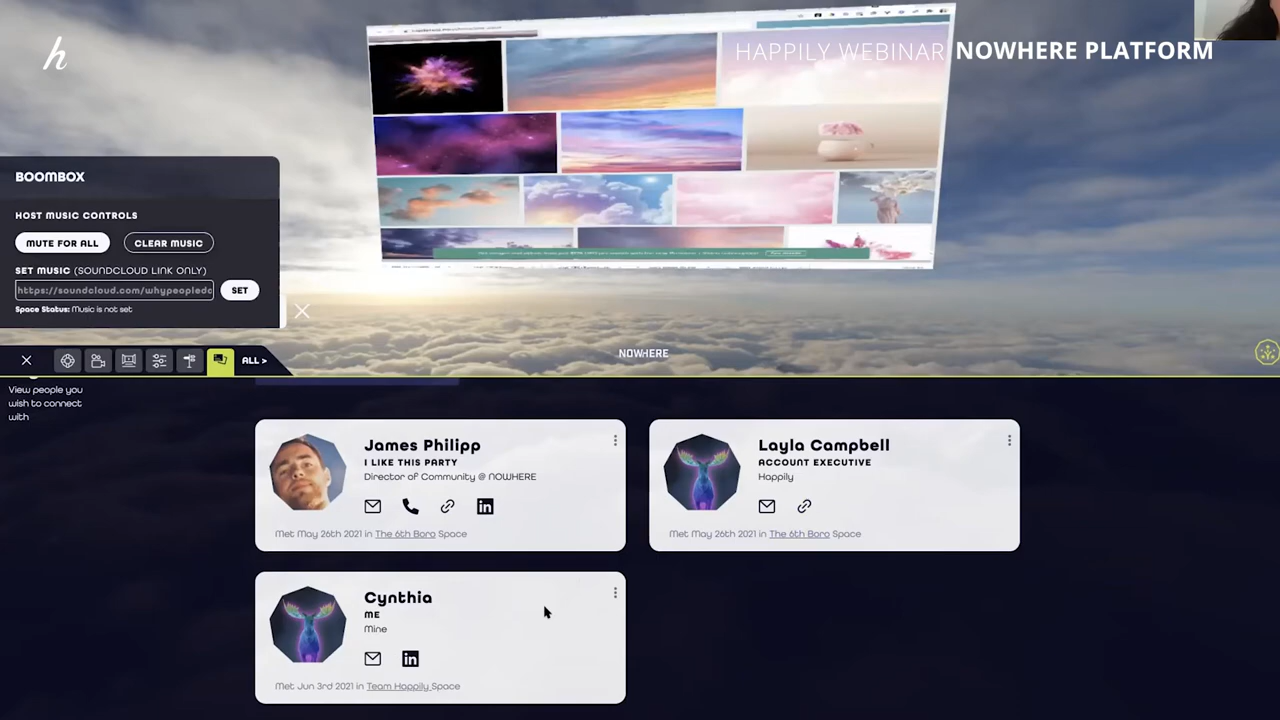 h
HAPPILY WEBINAR NOWHERE PLATFORM
BOOMBOX
HOST MUSIC CONTROLS
MUTE FOR ALL
CLEAR MUSIC
SET MUSIC (SOUNDCLOUD LINK ONLY)
https://soundcloud.com/whypeopledc
SET
Space Status: Music is not set
ALL >
NOWHERE
View people you
wish to connect
with
James Philipp
I LIKE THIS PARTY
Director of Community @ NOWHERE
in
Met May 26th 2021 in The 6th Boro Space
Layla Campbell
ACCOUNT EXECUTIVE
Happily
Met May 26th 2021 in The 6th Boro Space
Cynthia
ME
Mine
in
Met Jun 3rd 2021 in Team Happily Space